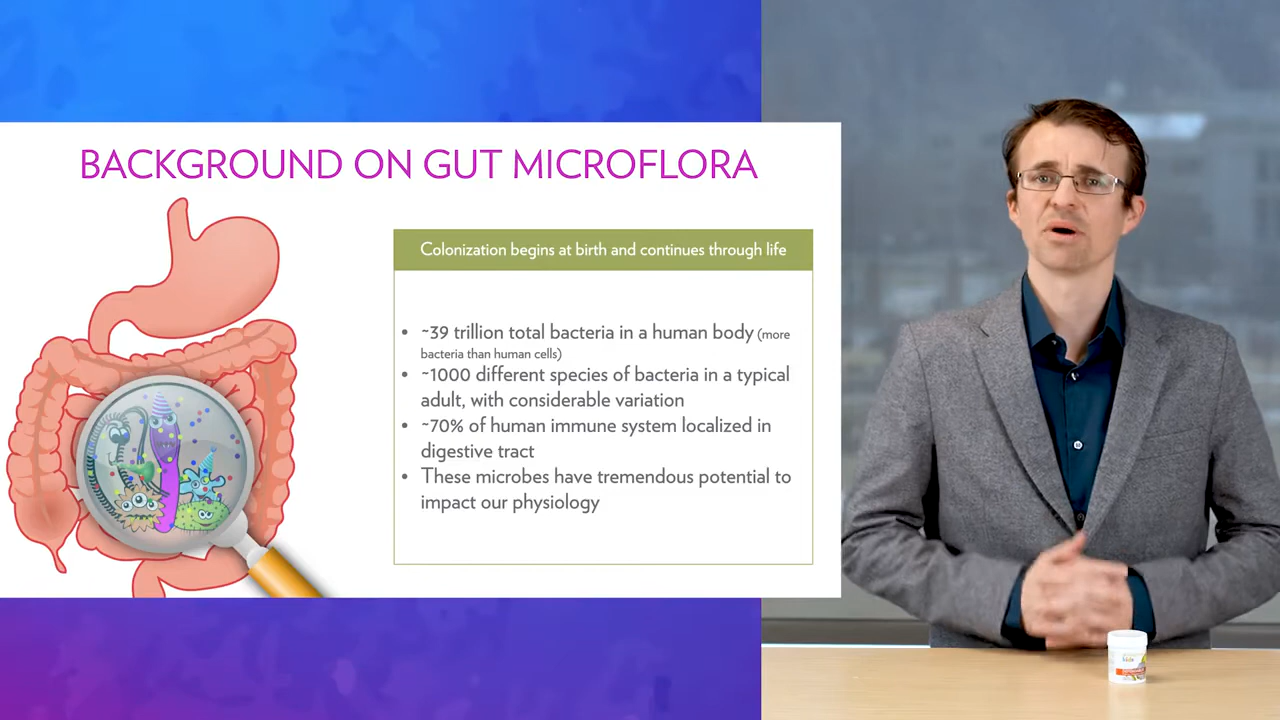 BACKGROUND ON GUT MICROFLORA
Colonization begins at birth and continues through life
• ~39 trillion total bacteria in a human body (more
bacteria than human cells)
• ~1000 different species of bacteria in a typical
adult, with considerable variation
• ~70% of human immune system localized in
digestive tract
• These microbes have tremendous potential to
impact our physiology